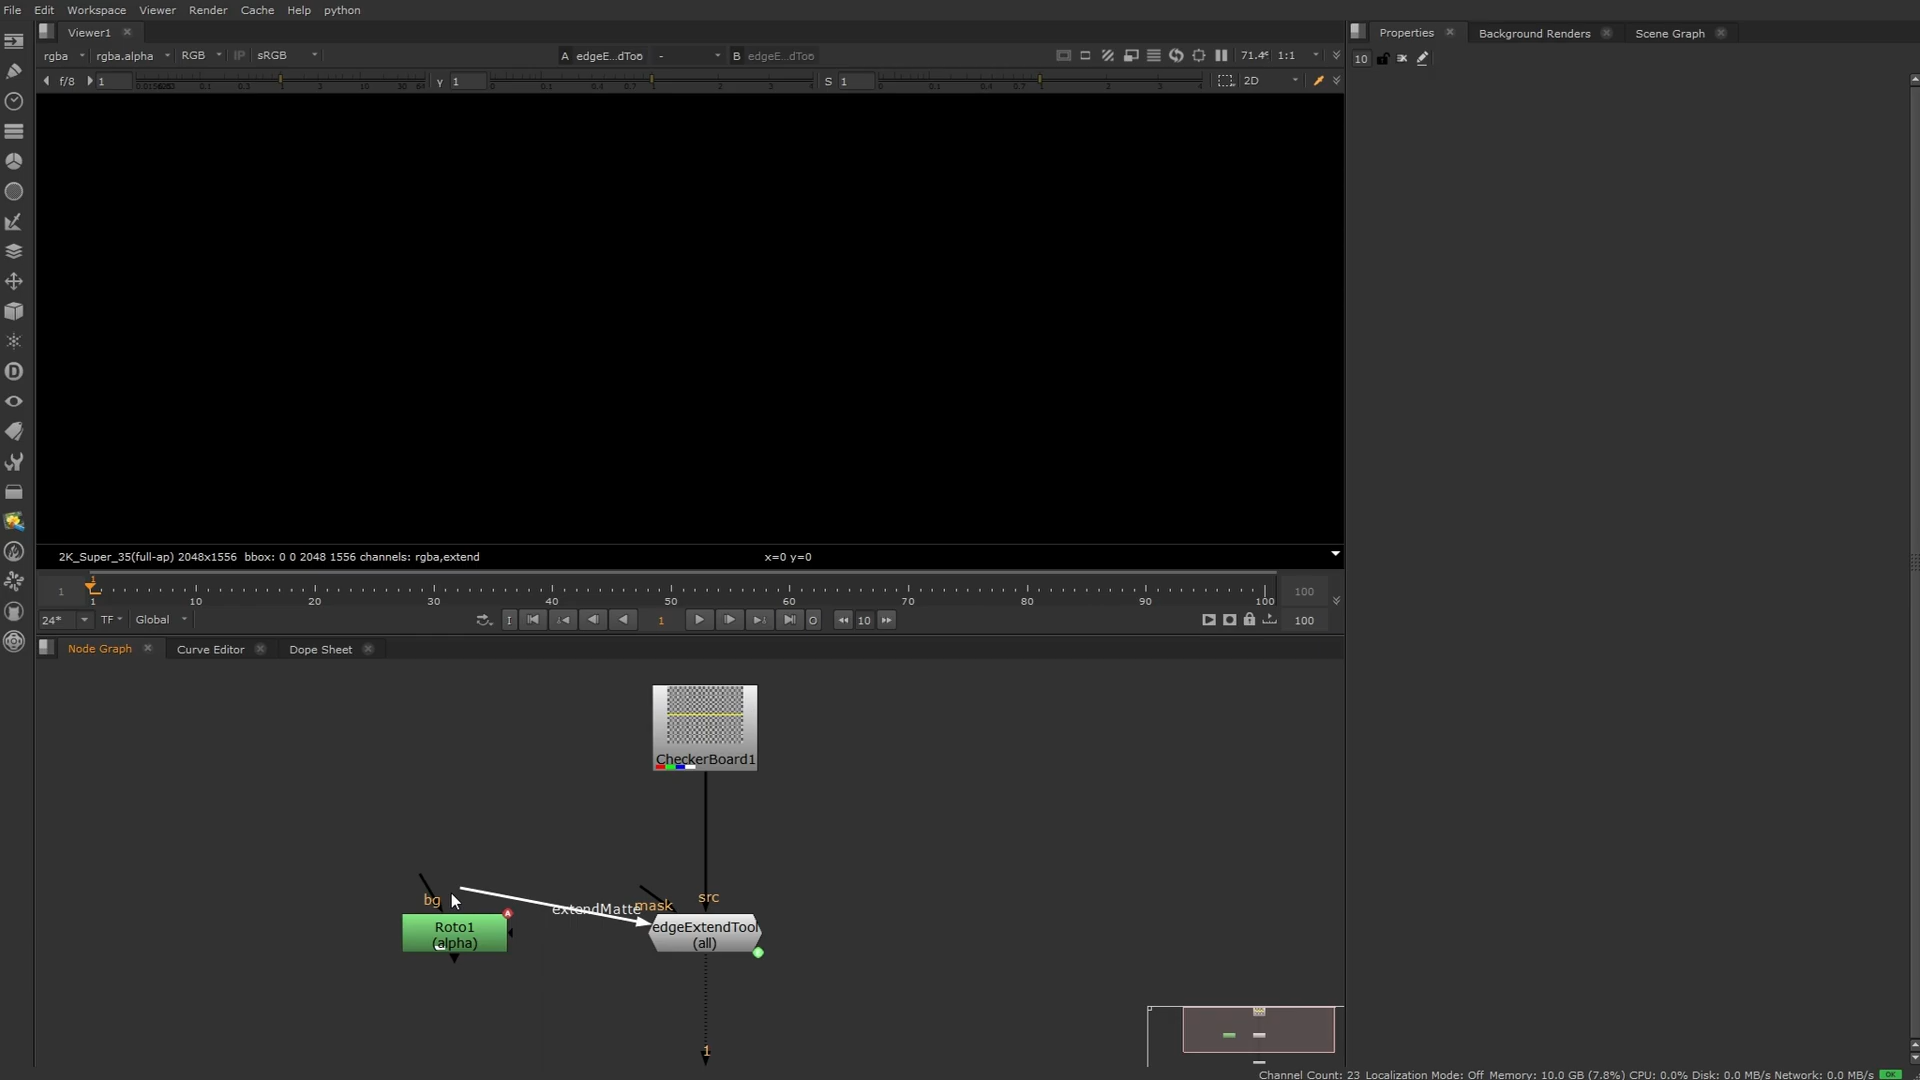 File Edit Workspace Viewer Render Cache Help python
Viewer1
Properties Background Renders Scene Graph
rgba rgba.alpha RGB IP sRGB A edgeE...dToo - B edgeE...dToo 1:1
10
f/8 1 γ 1 S 1 2D
2K_Super_35(full-ap) 2048x1556 bbox: 0 0 2048 1556 channels: rgba,extend x=0 y=0
1
1 100
1 10 20 30 40 50 60 70 80 90 100
24* TF Global I 1 O 10 100
Node Graph Curve Editor Dope Sheet
CheckerBoard1
bg extendMatte mask src
Roto1
(alpha)
edgeExtendTool
(all)
1
Channel Count: 23 Localization Mode: Off Memory: 10.0 GB (7.8%) CPU: 0.0% Disk: 0.0 MB/s Network: 0.0 MB/s OK